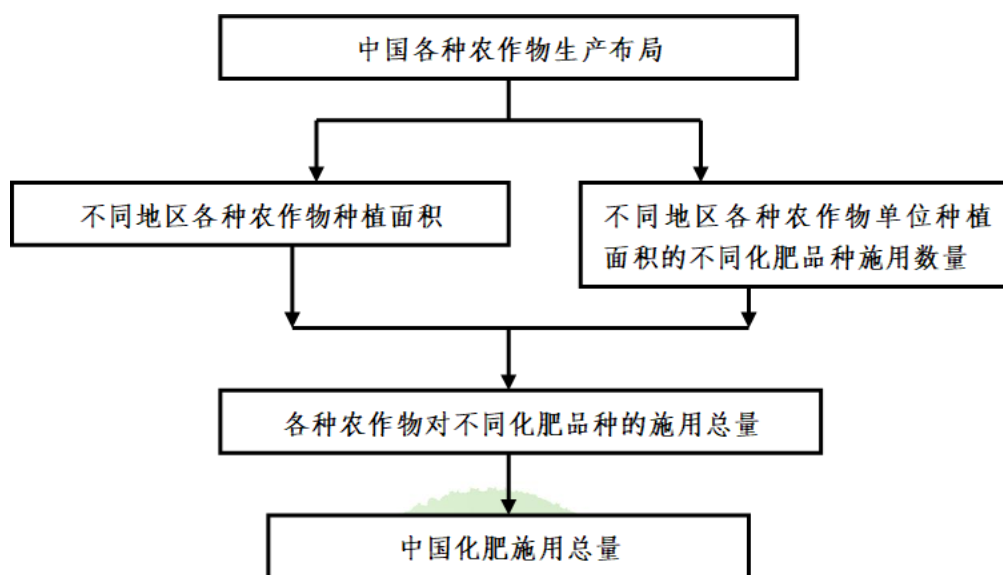 中国各种农作物生产布局
不同地区各种农作物种植面积
不同地区各种农作物单位种植
面积的不同化肥品种施用数量
各种农作物对不同化肥品种的施用总量
中国化肥施用总量